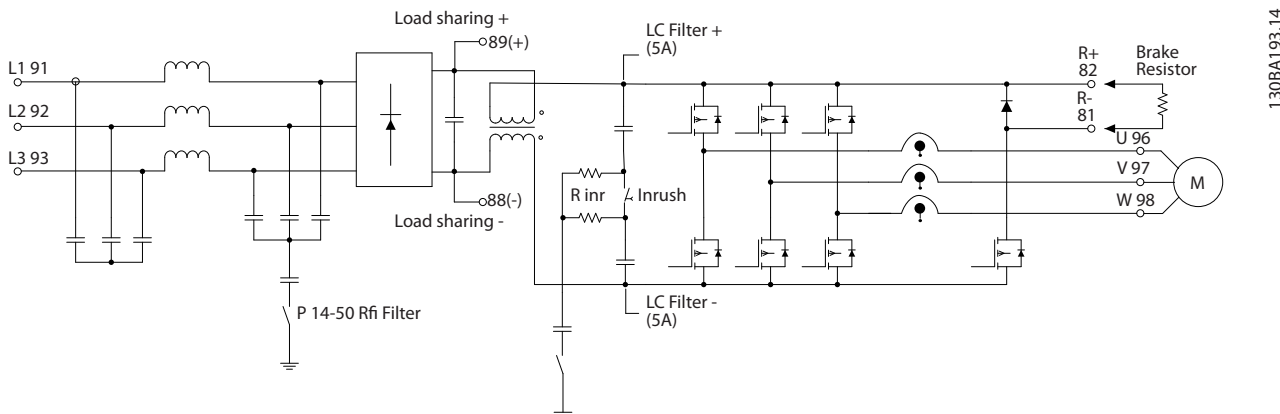 Load sharing +
89(+)
LC Filter +
(5A)
130BA193.14
L1 91
R+
82
Brake
Resistor
R-
81
L2 92
U 96
L3 93
V 97
M
R inr
Inrush
88(-)
W 98
Load sharing -
LC Filter -
(5A)
P 14-50 Rfi Filter